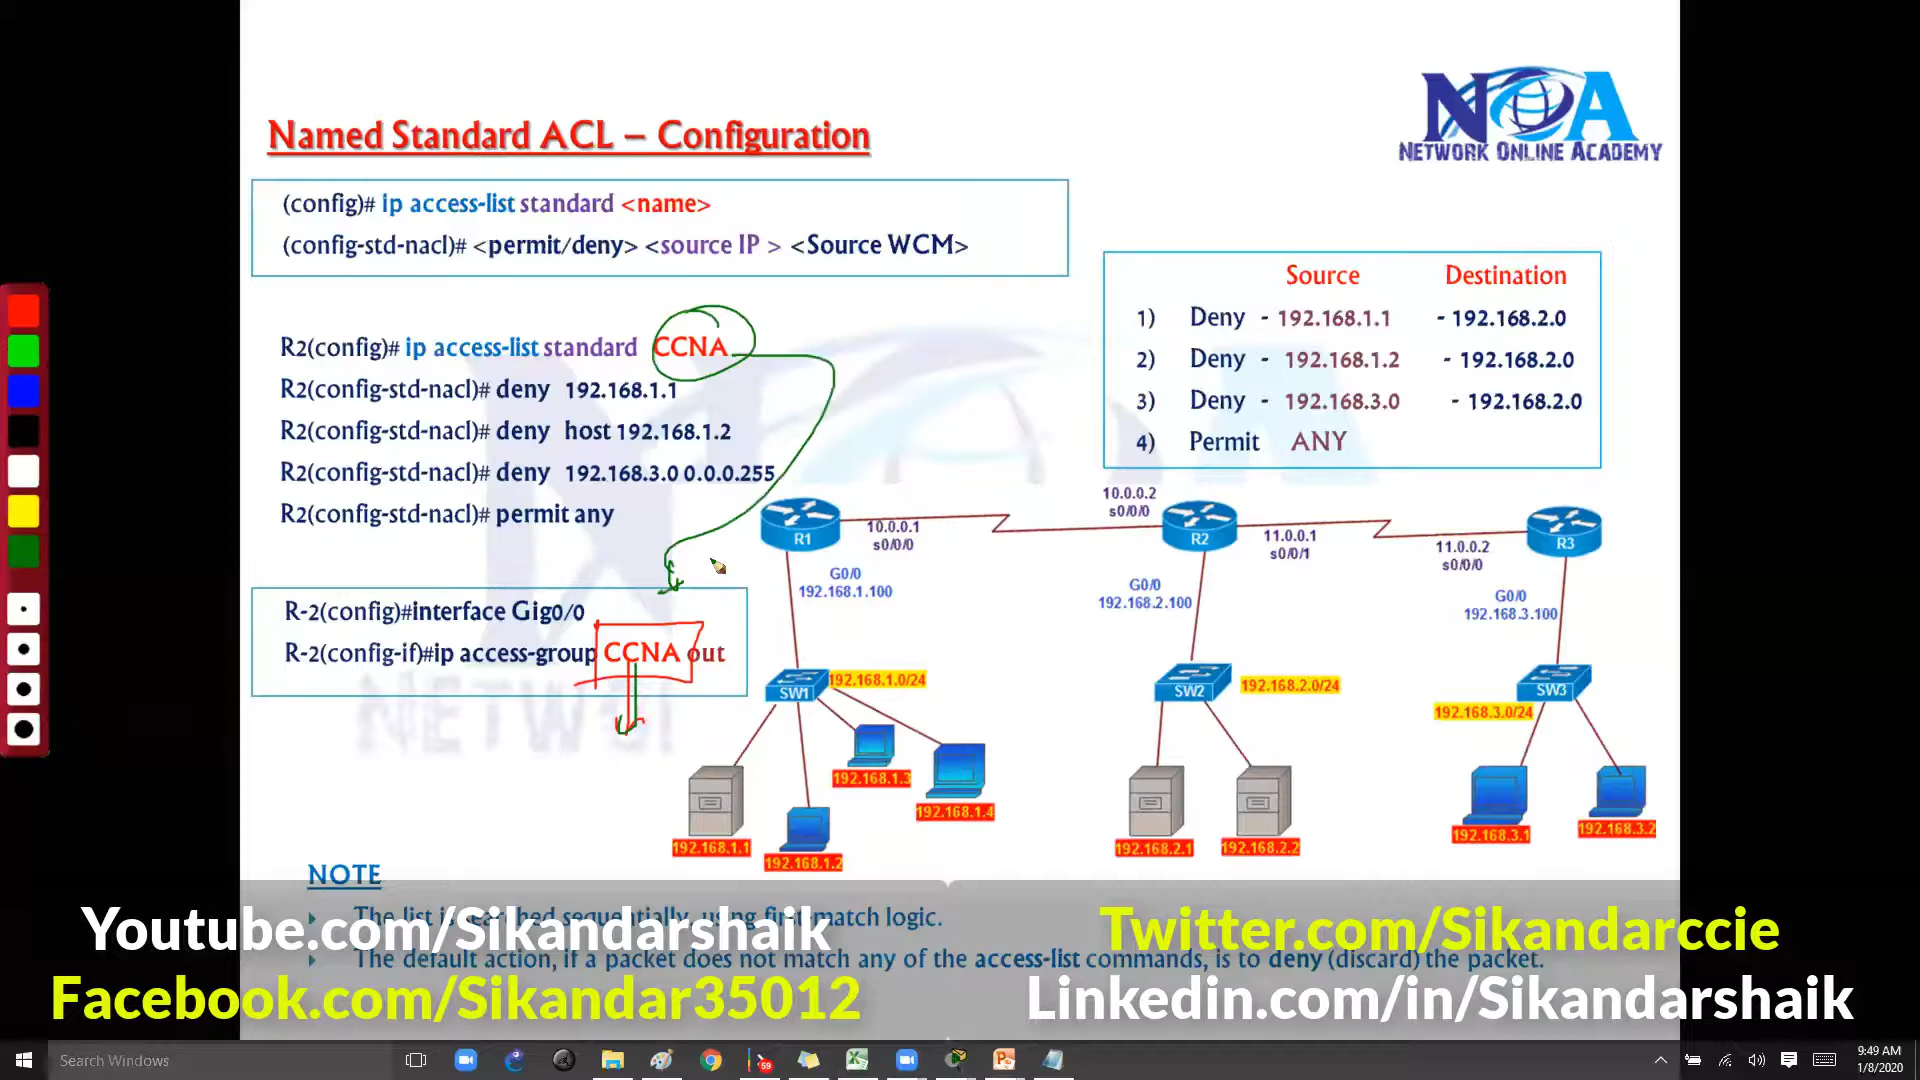 NOA
NETWORK ONLINE ACADEMY
Named Standard ACL – Configuration
(config)# ip access-list standard <name>
(config-std-nacl)# <permit/deny> <source IP > <Source WCM>
Source Destination
1) Deny - 192.168.1.1 - 192.168.2.0
2) Deny - 192.168.1.2 - 192.168.2.0
3) Deny - 192.168.3.0 - 192.168.2.0
4) Permit ANY
R2(config)# ip access-list standard CCNA
R2(config-std-nacl)# deny 192.168.1.1
R2(config-std-nacl)# deny host 192.168.1.2
R2(config-std-nacl)# deny 192.168.3.0 0.0.0.255
R2(config-std-nacl)# permit any
R-2(config)#interface Gig0/0
R-2(config-if)#ip access-group CCNA out
R1
10.0.0.1
s0/0/0
10.0.0.2
s0/0/0
R2
11.0.0.1
s0/0/1
11.0.0.2
s0/0/0
R3
G0/0
192.168.1.100
G0/0
192.168.2.100
G0/0
192.168.3.100
SW1
192.168.1.0/24
SW2
192.168.2.0/24
SW3
192.168.3.0/24
192.168.1.1
192.168.1.2
192.168.1.3
192.168.1.4
192.168.2.1
192.168.2.2
192.168.3.1
192.168.3.2
NETWO
NOTE
The list is searched sequentially, using first-match logic.
The default action, if a packet does not match any of the access-list commands, is to deny (discard) the packet.
Youtube.com/Sikandarshaik
Twitter.com/Sikandarccie
Facebook.com/Sikandar35012
Linkedin.com/in/Sikandarshaik
Search Windows
59
9:49 AM
1/8/2020